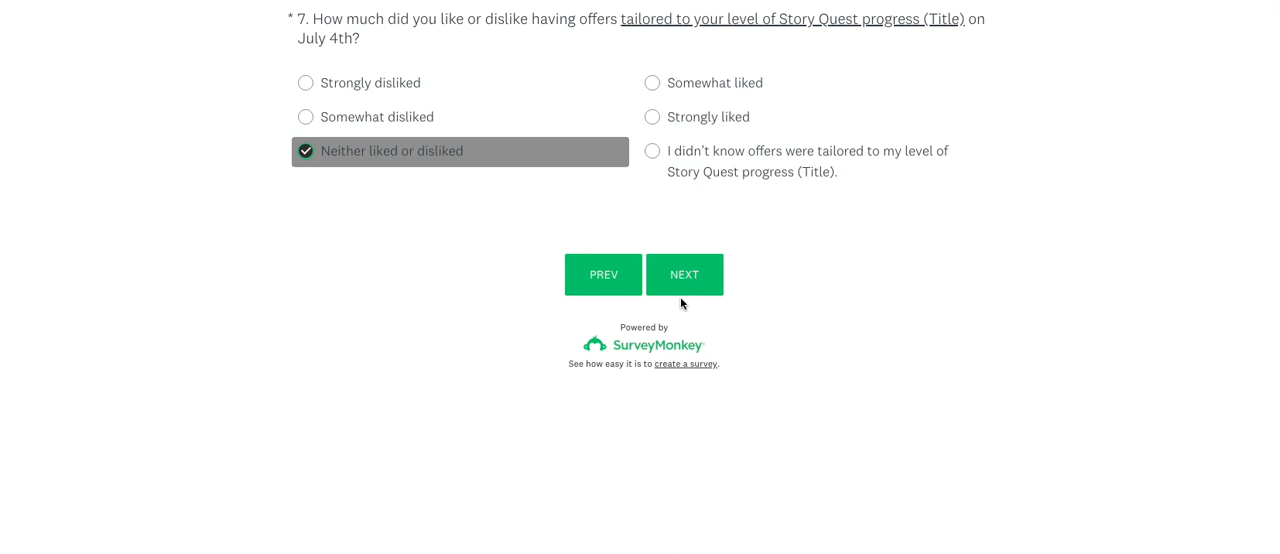 * 7. How much did you like or dislike having offers tailored to your level of Story Quest progress (Title) on
July 4th?
Strongly disliked
Somewhat disliked
Neither liked or disliked
Somewhat liked
Strongly liked
I didn’t know offers were tailored to my level of
Story Quest progress (Title).
PREV
NEXT
Powered by
SurveyMonkey
See how easy it is to create a survey.